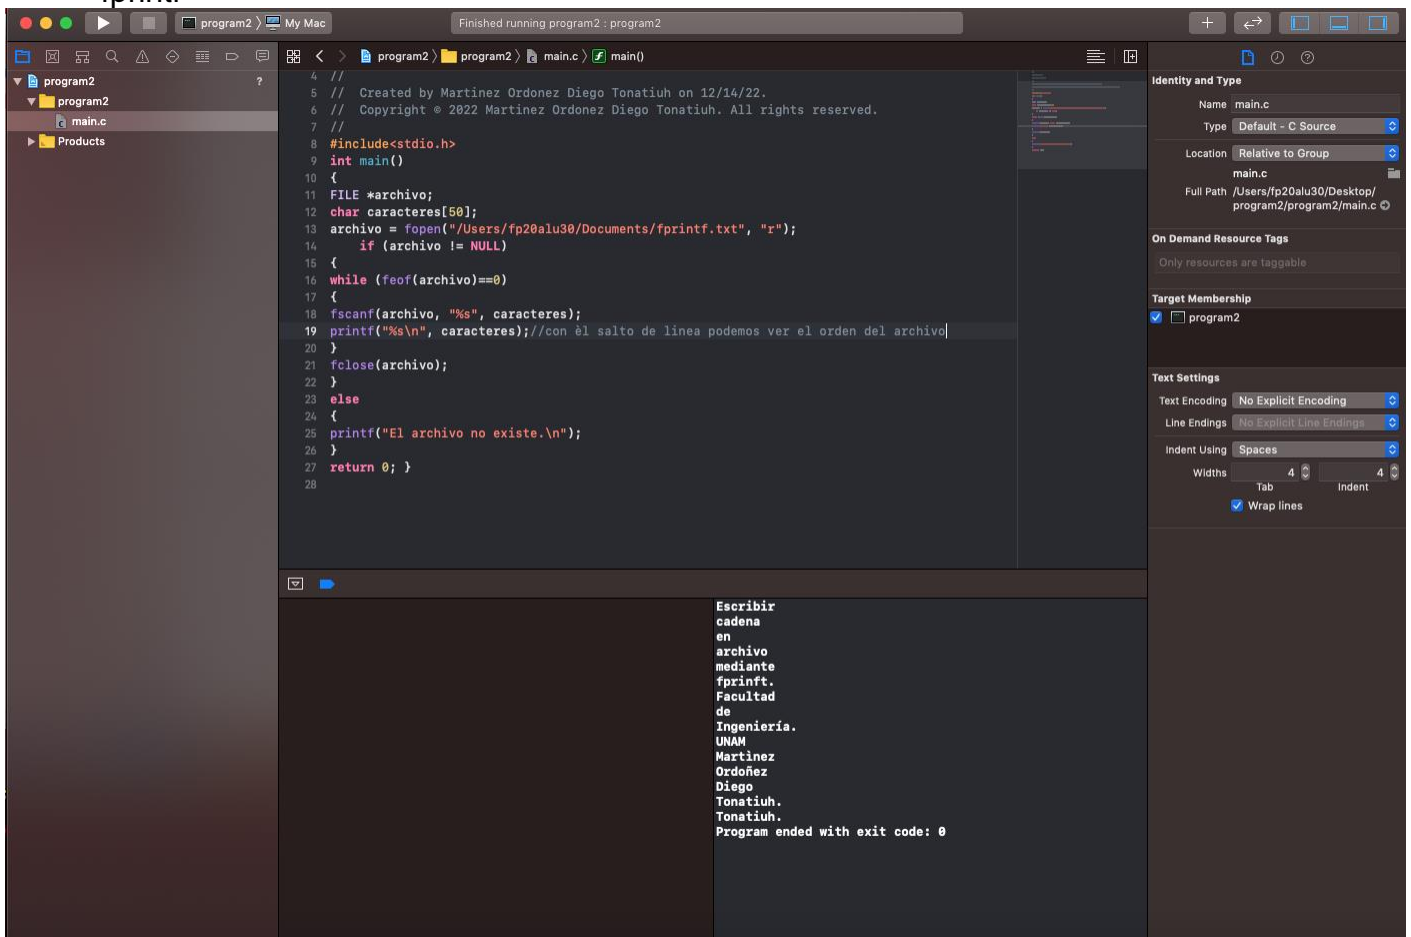 program2 My Mac
Finished running program2 : program2
program2 program2 main.c main()
program2 ?
program2
main.c
Products
4 //
5 // Created by Martinez Ordonez Diego Tonatiuh on 12/14/22.
6 // Copyright © 2022 Martinez Ordonez Diego Tonatiuh. All rights reserved.
7 //
8 #include<stdio.h>
9 int main()
10 {
11 FILE *archivo;
12 char caracteres[50];
13 archivo = fopen("/Users/fp20alu30/Documents/fprintf.txt", "r");
14 if (archivo != NULL)
15 {
16 while (feof(archivo)==0)
17 {
18 fscanf(archivo, "%s", caracteres);
19 printf("%s\n", caracteres);//con èl salto de linea podemos ver el orden del archivo
20 }
21 fclose(archivo);
22 }
23 else
24 {
25 printf("El archivo no existe.\n");
26 }
27 return 0; }
28
Escribir
cadena
en
archivo
mediante
fprinft.
Facultad
de
Ingeniería.
UNAM
Martìnez
Ordoñez
Diego
Tonatiuh.
Tonatiuh.
Program ended with exit code: 0
Identity and Type
Name main.c
Type Default - C Source
Location Relative to Group
main.c
Full Path /Users/fp20alu30/Desktop/
program2/program2/main.c
On Demand Resource Tags
Only resources are taggable
Target Membership
program2
Text Settings
Text Encoding No Explicit Encoding
Line Endings No Explicit Line Endings
Indent Using Spaces
Widths 4 4
Tab Indent
Wrap lines